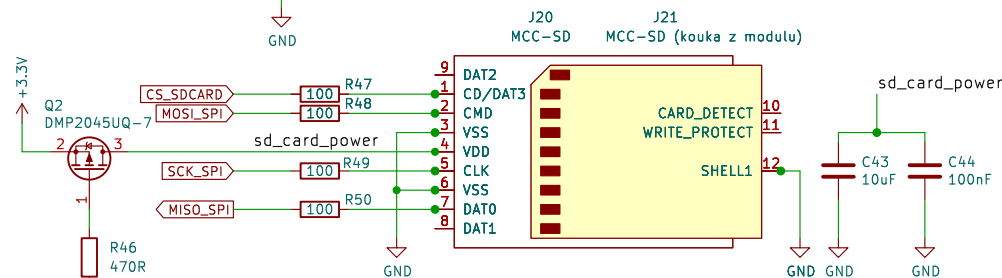 GND
J20
MCC-SD
J21
MCC-SD (kouka z modulu)
+3.3V
Q2
DMP2045UQ-7
2
3
1
R46
470R
CS_SDCARD
100
R47
MOSI_SPI
100
R48
sd_card_power
SCK_SPI
100
R49
MISO_SPI
100
R50
GND
9 DAT2
1 CD/DAT3
2 CMD
3 VSS
4 VDD
5 CLK
6 VSS
7 DAT0
8 DAT1
CARD_DETECT 10
WRITE_PROTECT 11
SHELL1 12
GND
sd_card_power
C43
10uF
C44
100nF
GND
GND